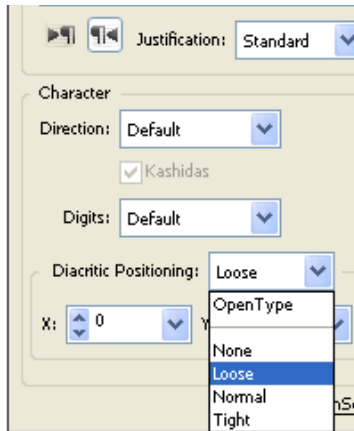 Justification: Standard
Character
Direction: Default
Kashidas
Digits: Default
Diacritic Positioning: Loose
X: 0
OpenType
None
Loose
Normal
Tight